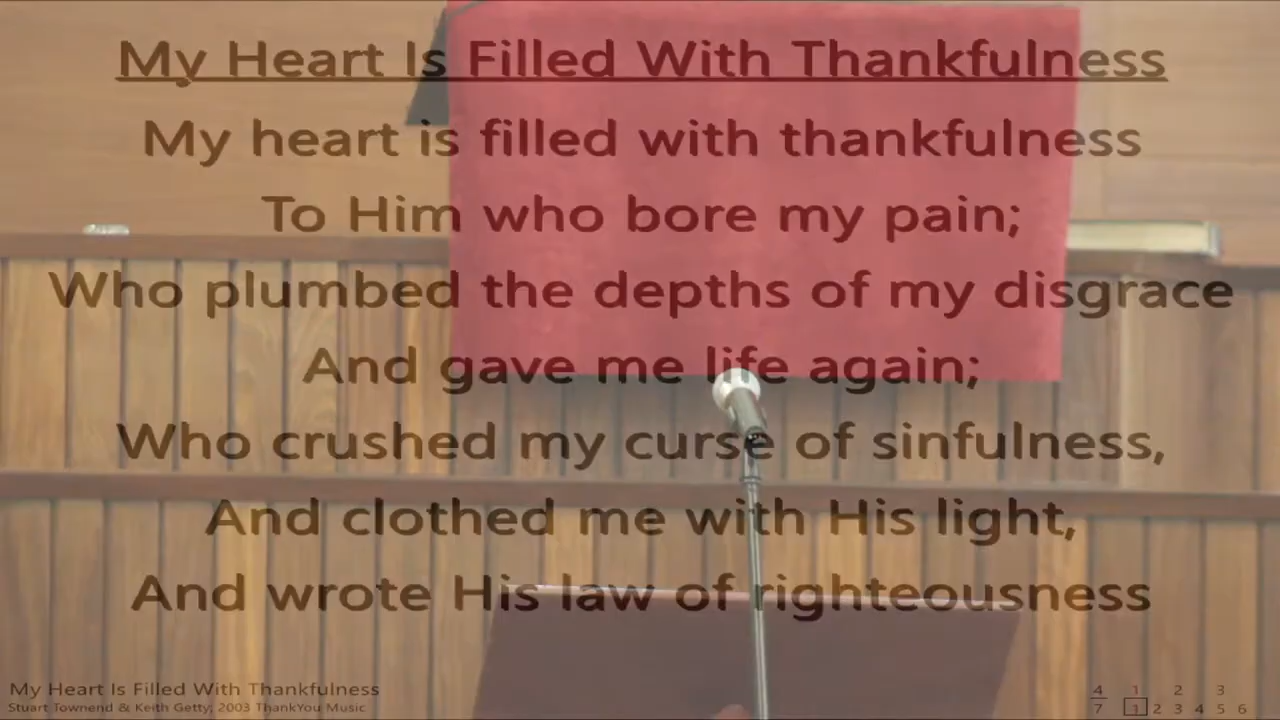 My Heart Is Filled With Thankfulness
My heart is filled with thankfulness
To Him who bore my pain;
Who plumbed the depths of my disgrace
And gave me life again;
Who crushed my curse of sinfulness,
And clothed me with His light,
And wrote His law of righteousness
My Heart Is Filled With Thankfulness
Stuart Townend & Keith Getty, 2003 ThankYou Music
4 1 2 3
7 1 2 3 4 5 6